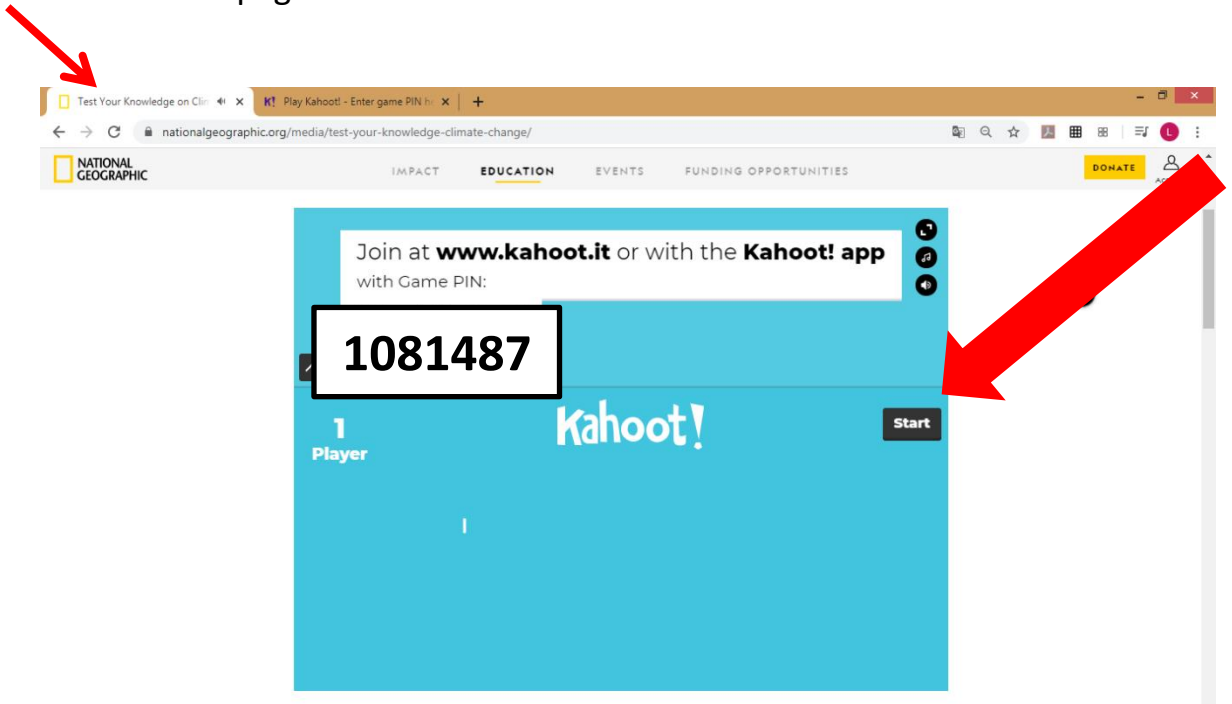 Test Your Knowledge on Clim
Play Kahoot! - Enter game PIN he
nationalgeographic.org/media/test-your-knowledge-climate-change/
L
NATIONAL
GEOGRAPHIC
IMPACT EDUCATION EVENTS FUNDING OPPORTUNITIES
DONATE
Join at www.kahoot.it or with the Kahoot! app
with Game PIN:
1081487
1
Player
Kahoot!
Start
l